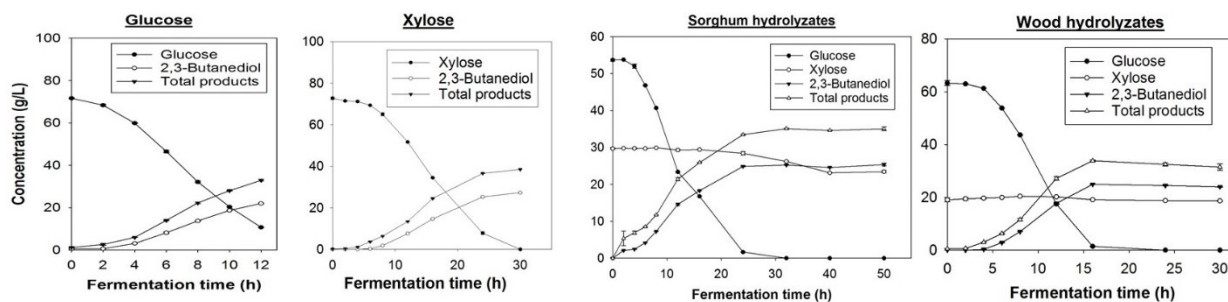 Glucose
Concentration (g/L)
100
80
60
40
20
0
Glucose
2,3-Butanediol
Total products
0 2 4 6 8 10 12
Fermentation time (h)
Xylose
100
80
60
40
20
0
Xylose
2,3-Butanediol
Total products
0 10 20 30
Fermentation time (h)
Sorghum hydrolyzates
60
50
40
30
20
10
0
Glucose
Xylose
2,3-Butanediol
Total products
0 10 20 30 40 50
Fermentation time (h)
Wood hydrolyzates
80
60
40
20
0
Glucose
Xylose
2,3-Butanediol
Total products
0 5 10 15 20 25 30
Fermentation time (h)